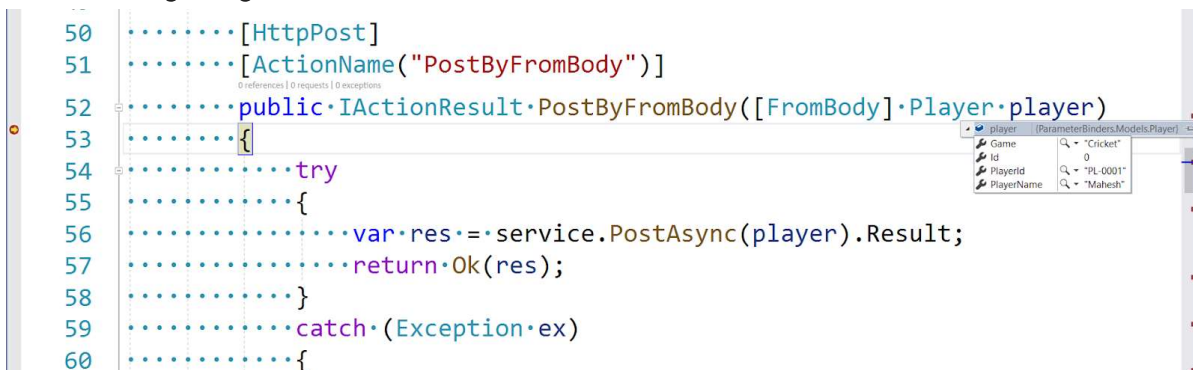 50 [HttpPost]
51 [ActionName("PostByFromBody")]
0 references | 0 requests | 0 exceptions
52 public IActionResult PostByFromBody([FromBody] Player player)
player {ParameterBinders.Models.Player}
53 {
Game "Cricket"
Id 0
PlayerId "PL-0001"
PlayerName "Mahesh"
54 try
55 {
56 var res = service.PostAsync(player).Result;
57 return Ok(res);
58 }
59 catch (Exception ex)
60 {